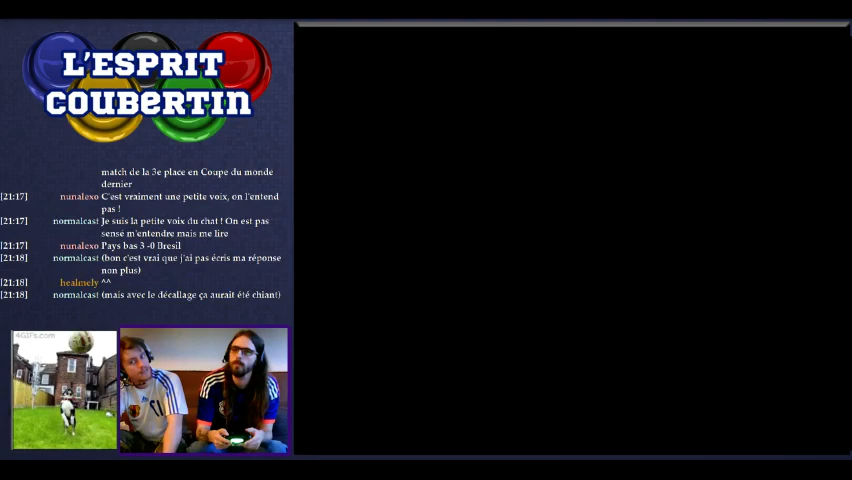 L'ESPRIT
COUBERTIN
match de la 3e place en Coupe du monde
dernier
[21:17] nunalexo C'est vraiment une petite voix, on l'entend
pas !
[21:17] normalcast Je suis la petite voix du chat ! On est pas
sensé m'entendre mais me lire
[21:17] nunalexo Pays bas 3 -0 Bresil
[21:18] normalcast (bon c'est vrai que j'ai pas écris ma réponse
non plus)
[21:18] healmely ^^
[21:18] normalcast (mais avec le décallage ça aurait été chiant)
4GIFs.com